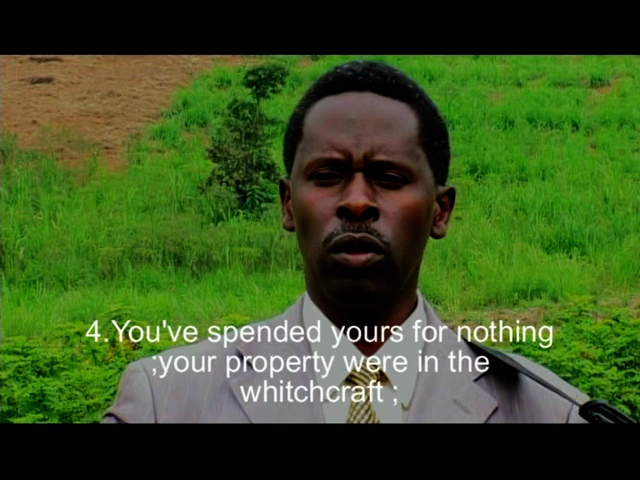 4.You've spended yours for nothing
;your property were in the
whitchcraft ;